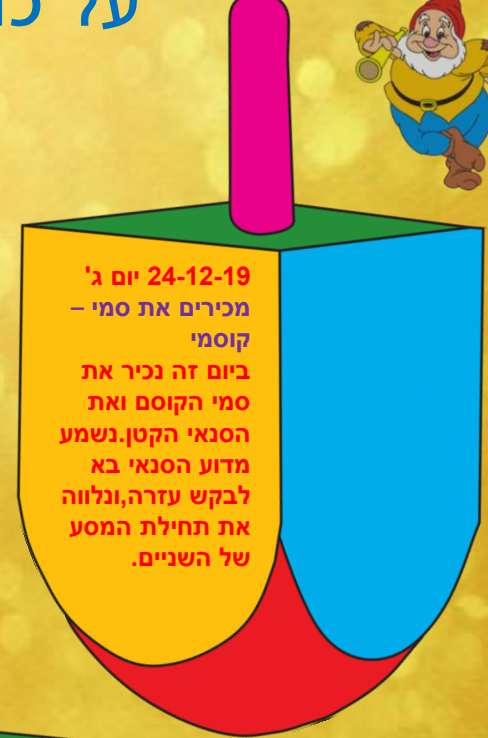 על
24-12-19 יום ג'
מכירים את סמי –
קוסמי
ביום זה נכיר את
סמי הקוסם ואת
הסנאי הקטן.נשמע
מדוע הסנאי בא
לבקש עזרה,ונלווה
את תחילת המסע
של השניים.